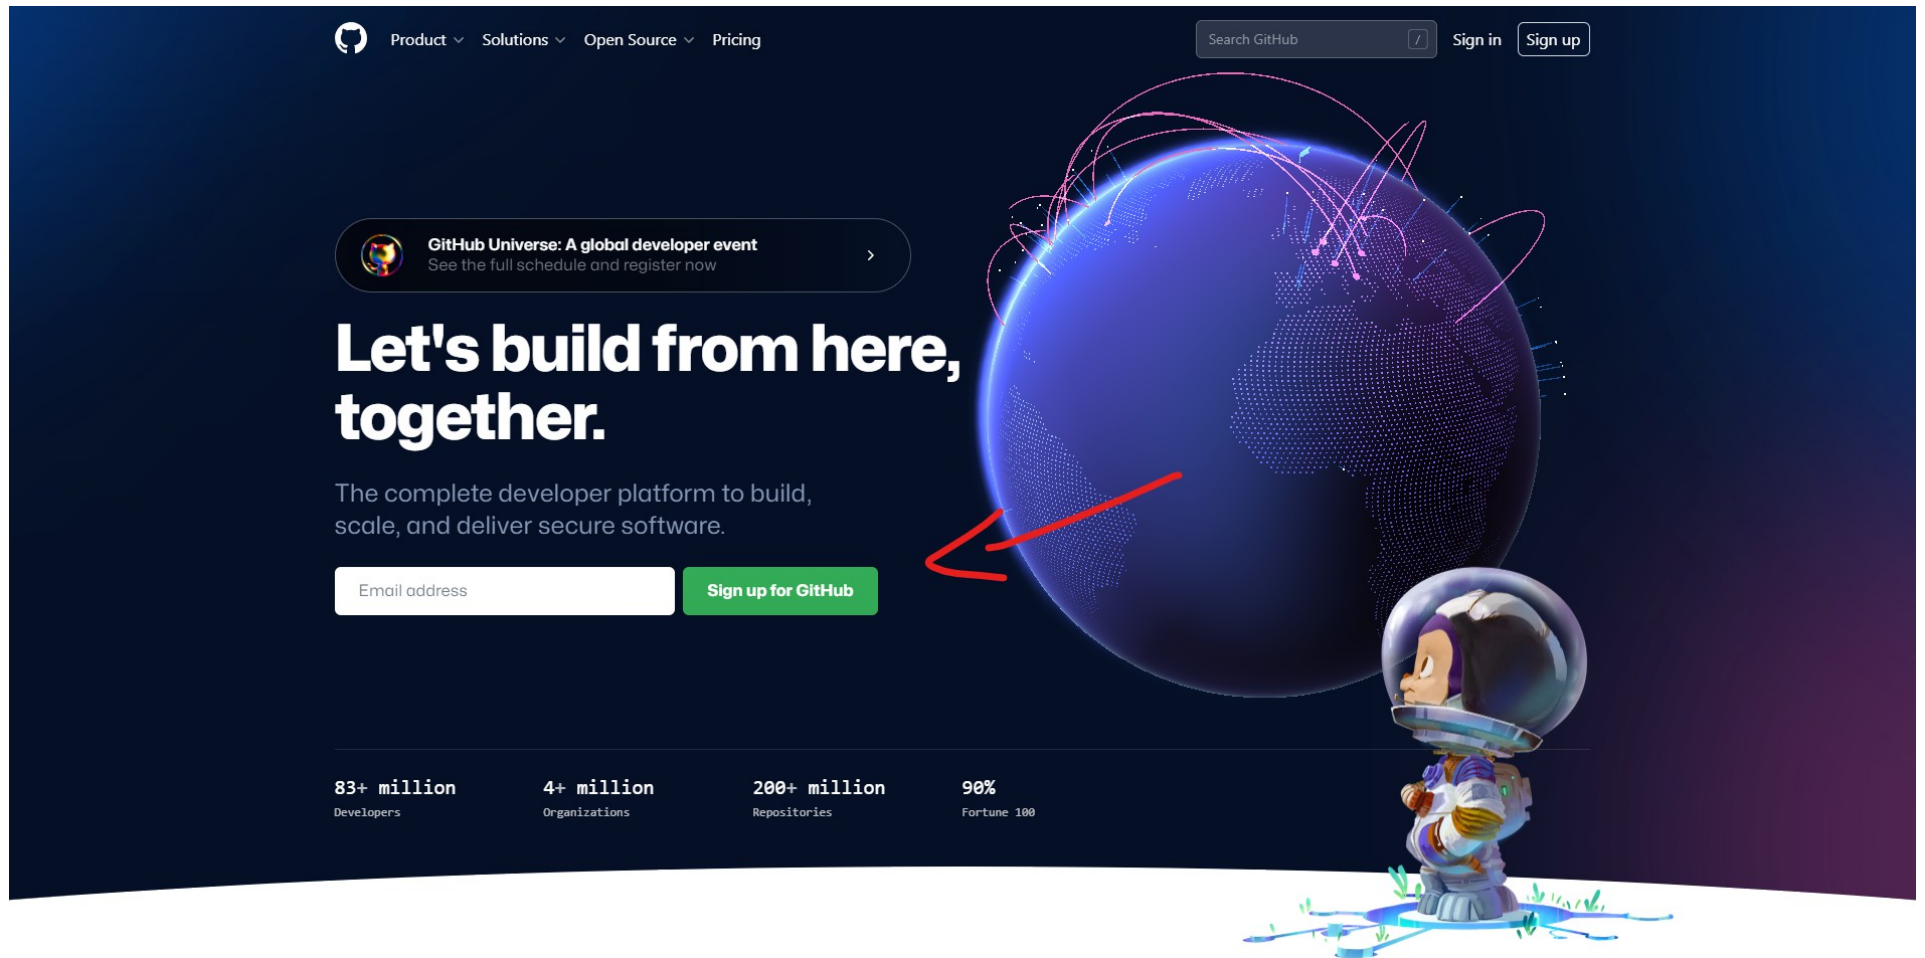 Product
Solutions
Open Source
Pricing
Search GitHub
/
Sign in
Sign up
GitHub Universe: A global developer event
See the full schedule and register now
Let's build from here,
together.
The complete developer platform to build,
scale, and deliver secure software.
Email address
Sign up for GitHub
83+ million
Developers
4+ million
Organizations
200+ million
Repositories
90%
Fortune 100